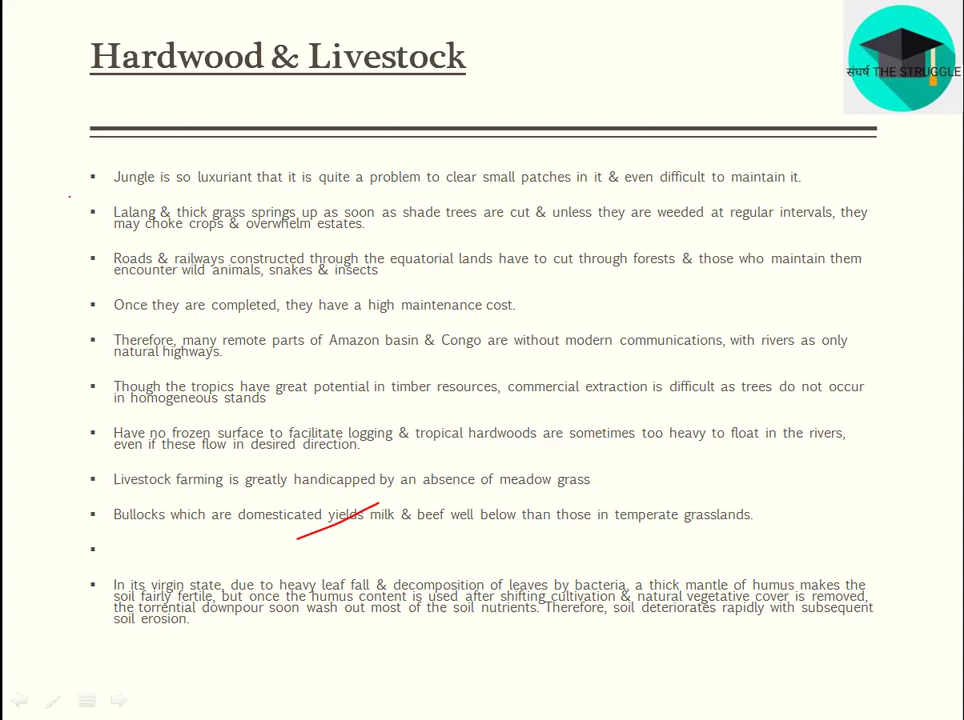 Hardwood & Livestock
संघर्ष THE STRUGGLE
Jungle is so luxuriant that it is quite a problem to clear small patches in it & even difficult to maintain it.
Lalang & thick grass springs up as soon as shade trees are cut & unless they are weeded at regular intervals, they
may choke crops & overwhelm estates.
Roads & railways constructed through the equatorial lands have to cut through forests & those who maintain them
encounter wild animals, snakes & insects
Once they are completed, they have a high maintenance cost.
Therefore, many remote parts of Amazon basin & Congo are without modern communications, with rivers as only
natural highways.
Though the tropics have great potential in timber resources, commercial extraction is difficult as trees do not occur
in homogeneous stands
Have no frozen surface to facilitate logging & tropical hardwoods are sometimes too heavy to float in the rivers,
even if these flow in desired direction.
Livestock farming is greatly handicapped by an absence of meadow grass
Bullocks which are domesticated yields milk & beef well below than those in temperate grasslands.
In its virgin state, due to heavy leaf fall & decomposition of leaves by bacteria, a thick mantle of humus makes the
soil fairly fertile, but once the humus content is used after shifting cultivation & natural vegetative cover is removed,
the torrential downpour soon wash out most of the soil nutrients. Therefore, soil deteriorates rapidly with subsequent
soil erosion.